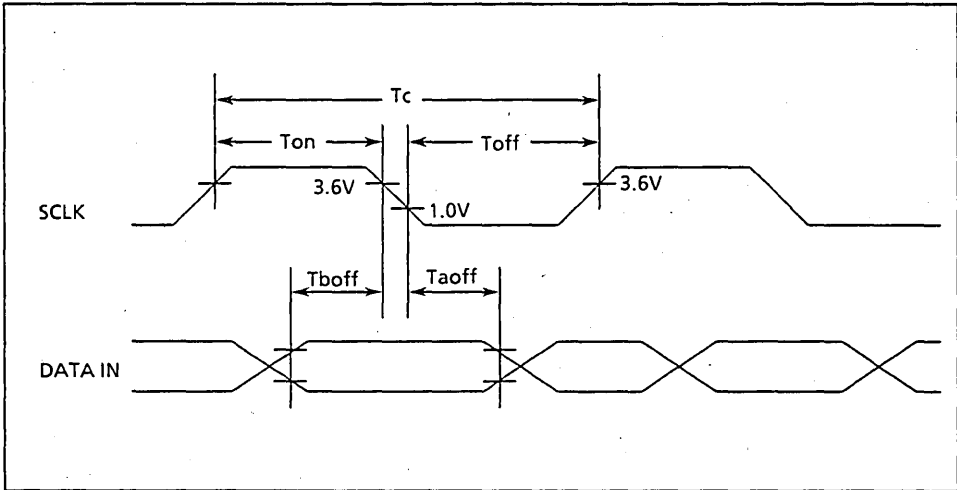 Tc
Ton
Toff
3.6V
3.6V
SCLK
1.0V
Tboff
Taoff
DATA IN